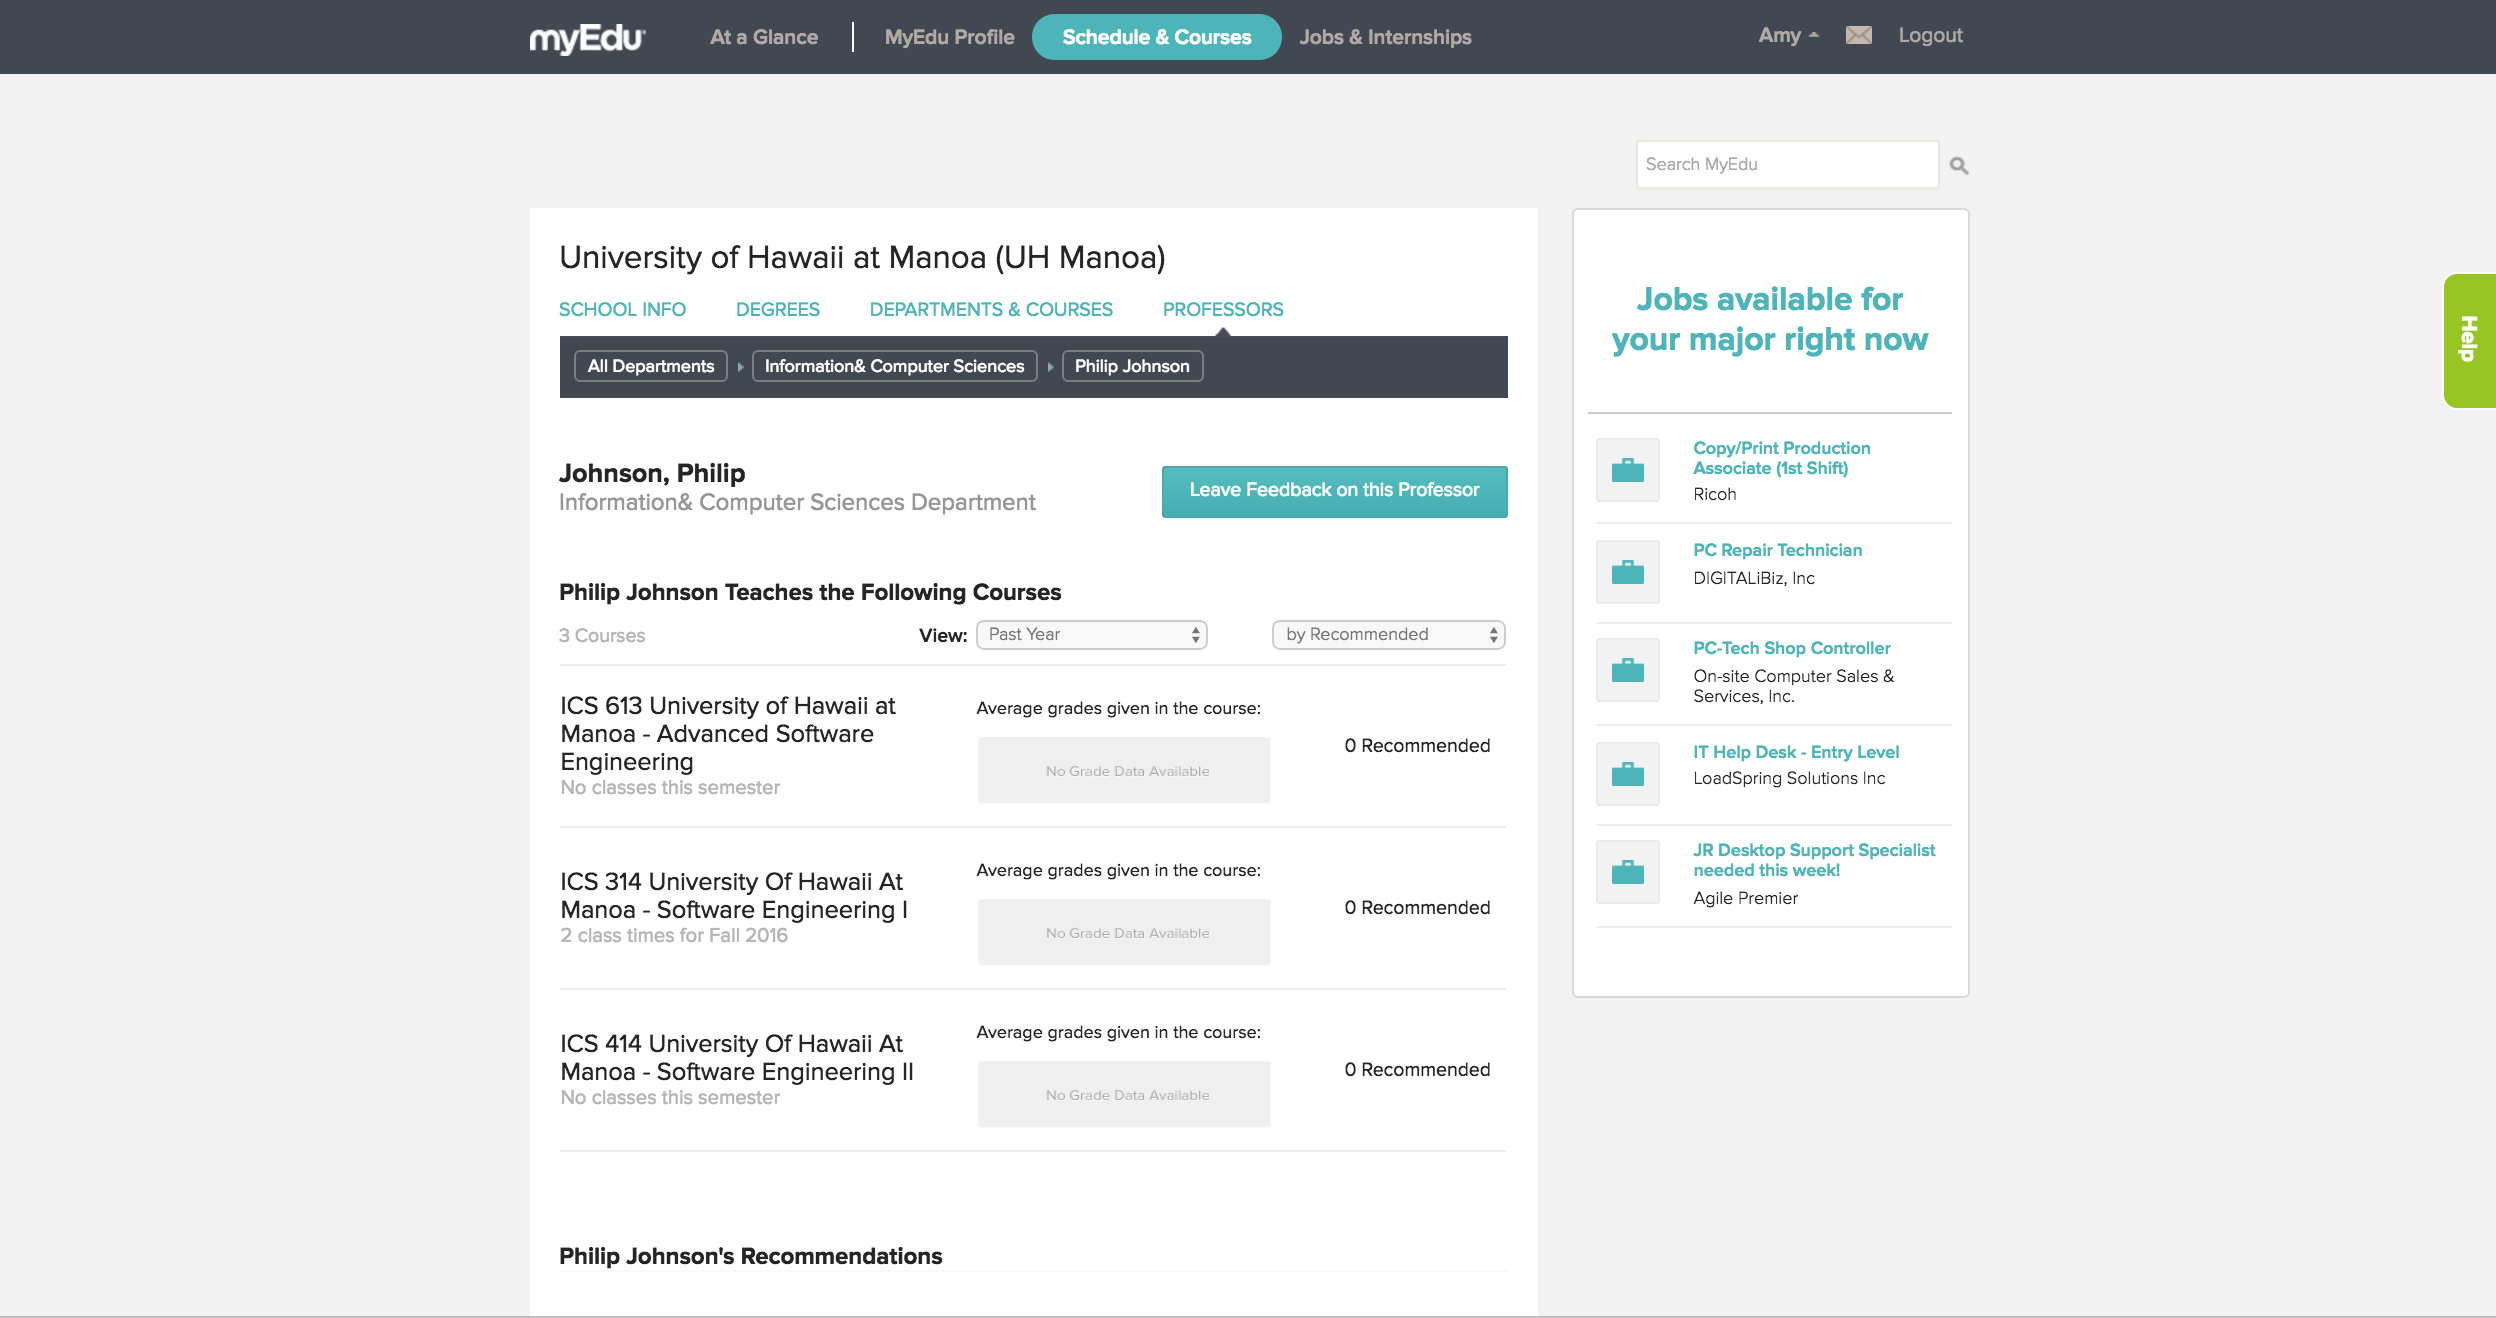 myEdu
At a Glance
MyEdu Profile
Schedule & Courses
Jobs & Internships
Amy
Logout
Search MyEdu
University of Hawaii at Manoa (UH Manoa)
SCHOOL INFO
DEGREES
DEPARTMENTS & COURSES
PROFESSORS
All Departments
Information& Computer Sciences
Philip Johnson
Johnson, Philip
Information& Computer Sciences Department
Leave Feedback on this Professor
Philip Johnson Teaches the Following Courses
3 Courses
View:
Past Year
by Recommended
ICS 613 University of Hawaii at
Manoa - Advanced Software
Engineering
No classes this semester
Average grades given in the course:
No Grade Data Available
0 Recommended
ICS 314 University Of Hawaii At
Manoa - Software Engineering I
2 class times for Fall 2016
Average grades given in the course:
No Grade Data Available
0 Recommended
ICS 414 University Of Hawaii At
Manoa - Software Engineering II
No classes this semester
Average grades given in the course:
No Grade Data Available
0 Recommended
Philip Johnson's Recommendations
Jobs available for
your major right now
Copy/Print Production
Associate (1st Shift)
Ricoh
PC Repair Technician
DIGITALiBiz, Inc
PC-Tech Shop Controller
On-site Computer Sales &
Services, Inc.
IT Help Desk - Entry Level
LoadSpring Solutions Inc
JR Desktop Support Specialist
needed this week!
Agile Premier
Help